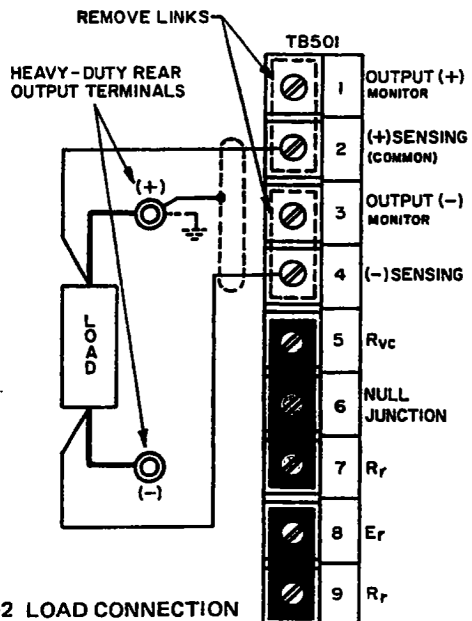 REMOVE LINKS
TB501
HEAVY-DUTY REAR
OUTPUT TERMINALS
1 OUTPUT (+)
MONITOR
2 (+) SENSING
(COMMON)
(+)
3 OUTPUT (-)
MONITOR
4 (-) SENSING
LOAD
5 Rvc
6 NULL
JUNCTION
7 Rr
(-)
8 Er
9 Rr
2 LOAD CONNECTION